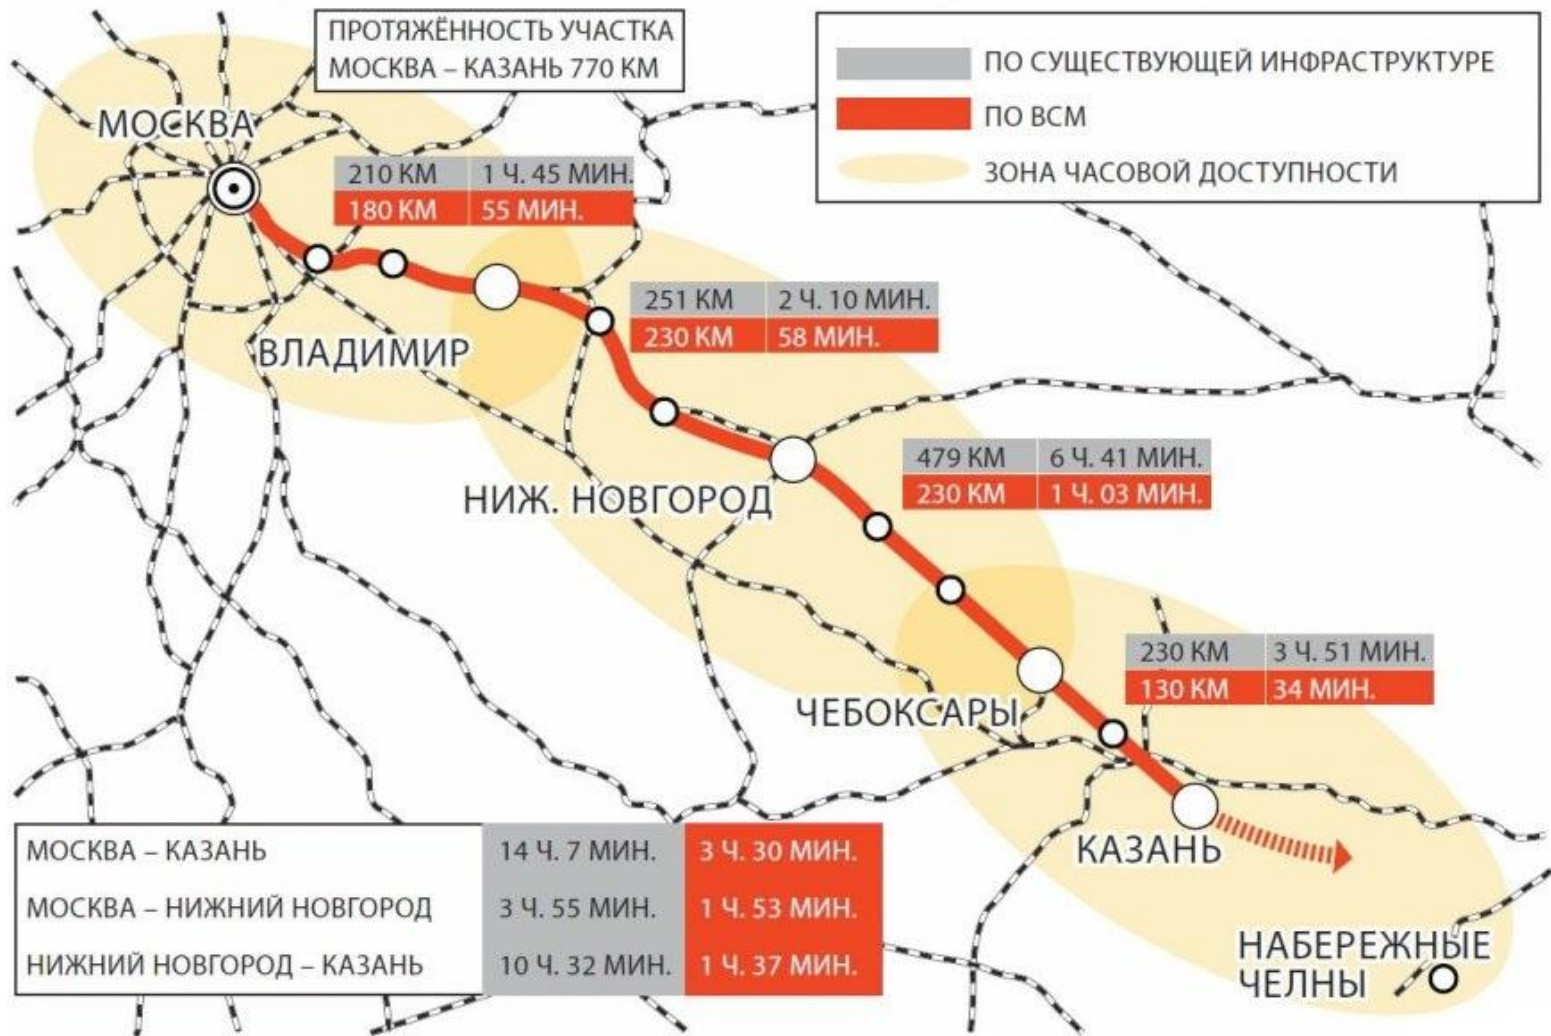 ПРОТЯЖЁННОСТЬ УЧАСТКА
МОСКВА – КАЗАНЬ 770 КМ
ПО СУЩЕСТВУЮЩЕЙ ИНФРАСТРУКТУРЕ
ПО ВСМ
ЗОНА ЧАСОВОЙ ДОСТУПНОСТИ
МОСКВА
210 КМ 1 Ч. 45 МИН.
180 КМ 55 МИН.
ВЛАДИМИР
251 КМ 2 Ч. 10 МИН.
230 КМ 58 МИН.
НИЖ. НОВГОРОД
479 КМ 6 Ч. 41 МИН.
230 КМ 1 Ч. 03 МИН.
ЧЕБОКСАРЫ
230 КМ 3 Ч. 51 МИН.
130 КМ 34 МИН.
КАЗАНЬ
НАБЕРЕЖНЫЕ
ЧЕЛНЫ
МОСКВА – КАЗАНЬ 14 Ч. 7 МИН. 3 Ч. 30 МИН.
МОСКВА – НИЖНИЙ НОВГОРОД 3 Ч. 55 МИН. 1 Ч. 53 МИН.
НИЖНИЙ НОВГОРОД – КАЗАНЬ 10 Ч. 32 МИН. 1 Ч. 37 МИН.